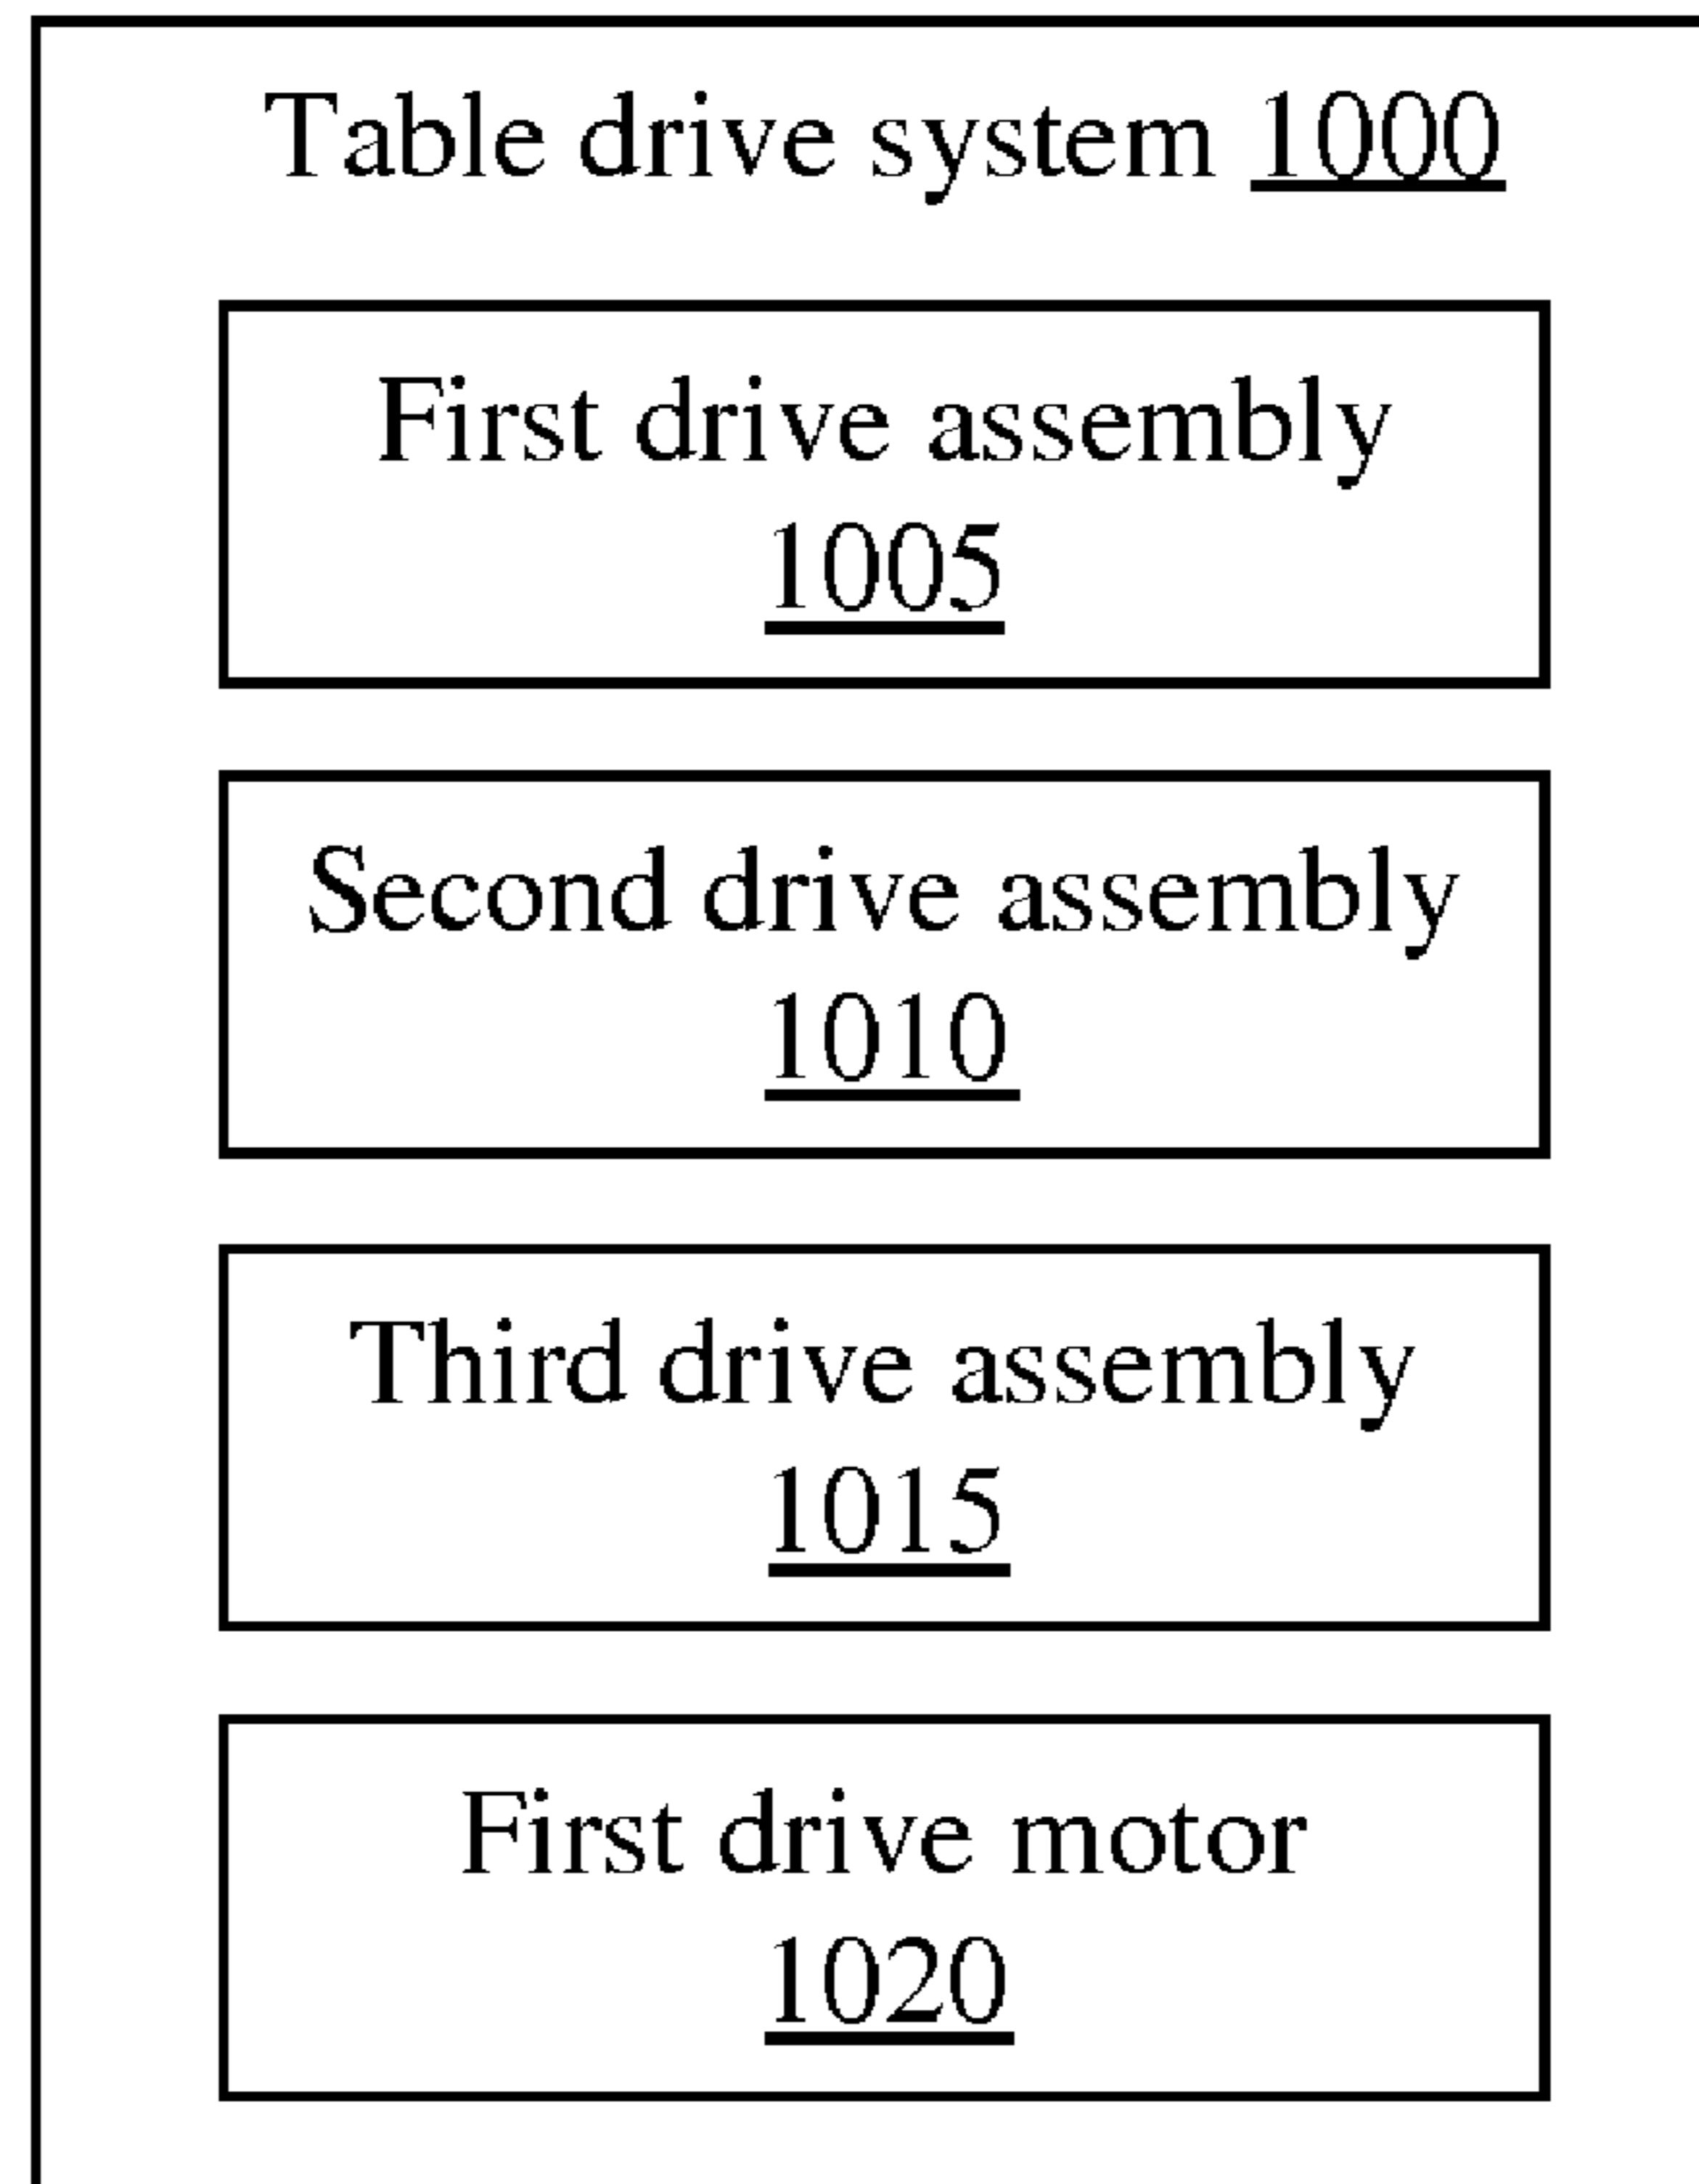 Table drive system 1000
First drive assembly
1005
Second drive assembly
1010
Third drive assembly
1015
First drive motor
1020